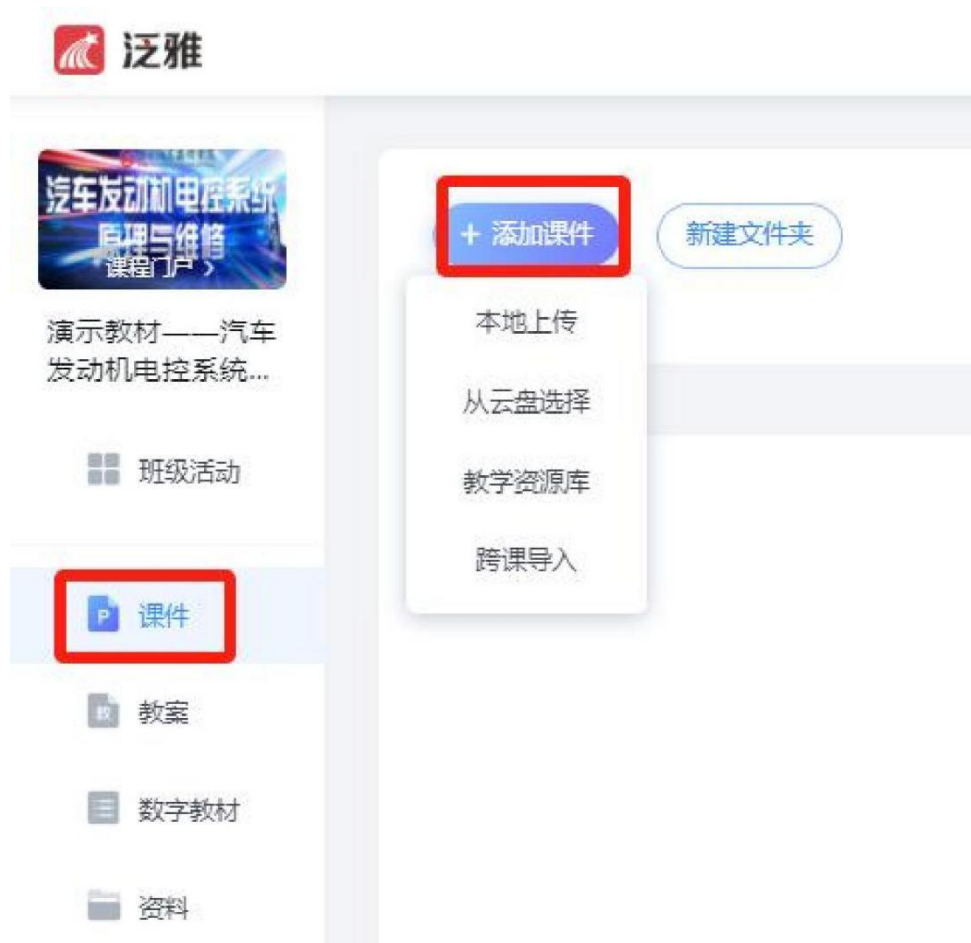 泛雅
汽车发动机电控系统
原理与维修
课程门户 >
演示教材——汽车
发动机电控系统...
班级活动
P 课件
教 教案
数字教材
资料
+ 添加课件
新建文件夹
本地上传
从云盘选择
教学资源库
跨课导入